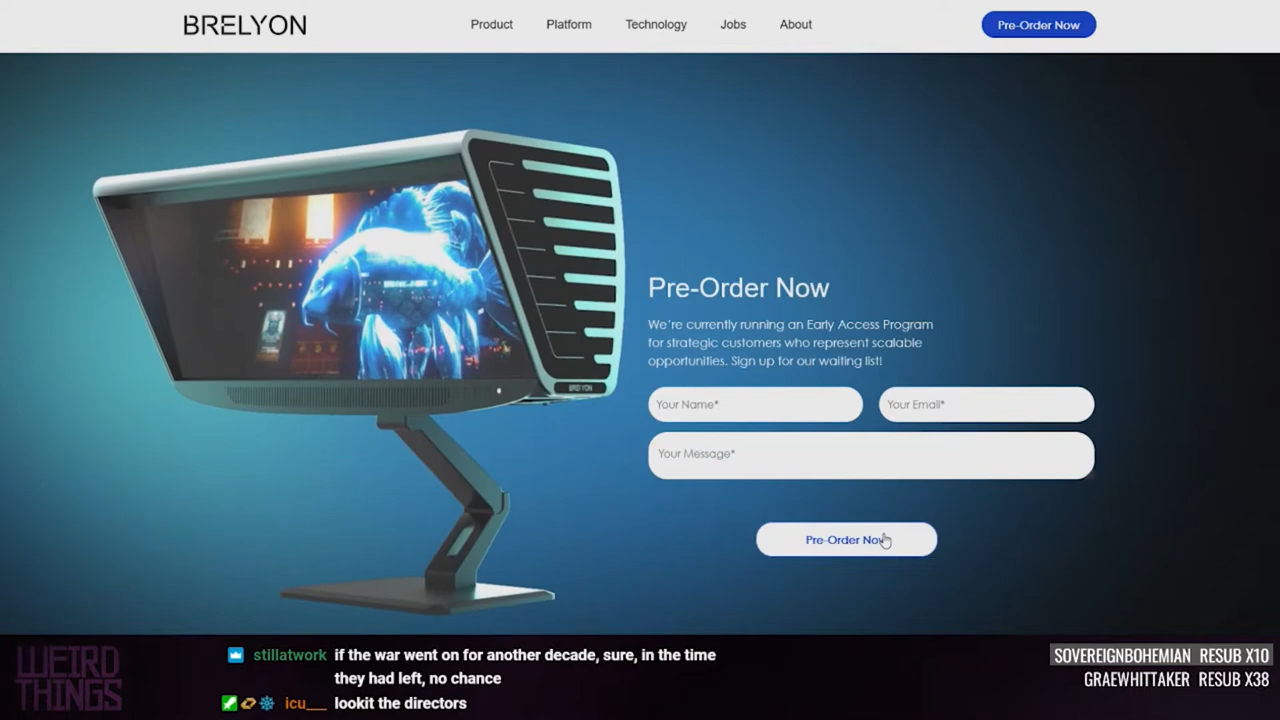 BRELYON
Product
Platform
Technology
Jobs
About
Pre-Order Now
BRELYON
Pre-Order Now
We're currently running an Early Access Program
for strategic customers who represent scalable
opportunities. Sign up for our waiting list!
Your Name*
Your Email*
Your Message*
Pre-Order Now
WEIRD
THINGS
stillatwork if the war went on for another decade, sure, in the time
they had left, no chance
icu___ lookit the directors
SOVEREIGNBOHEMIAN RESUB X10
GRAEWHITTAKER RESUB X38